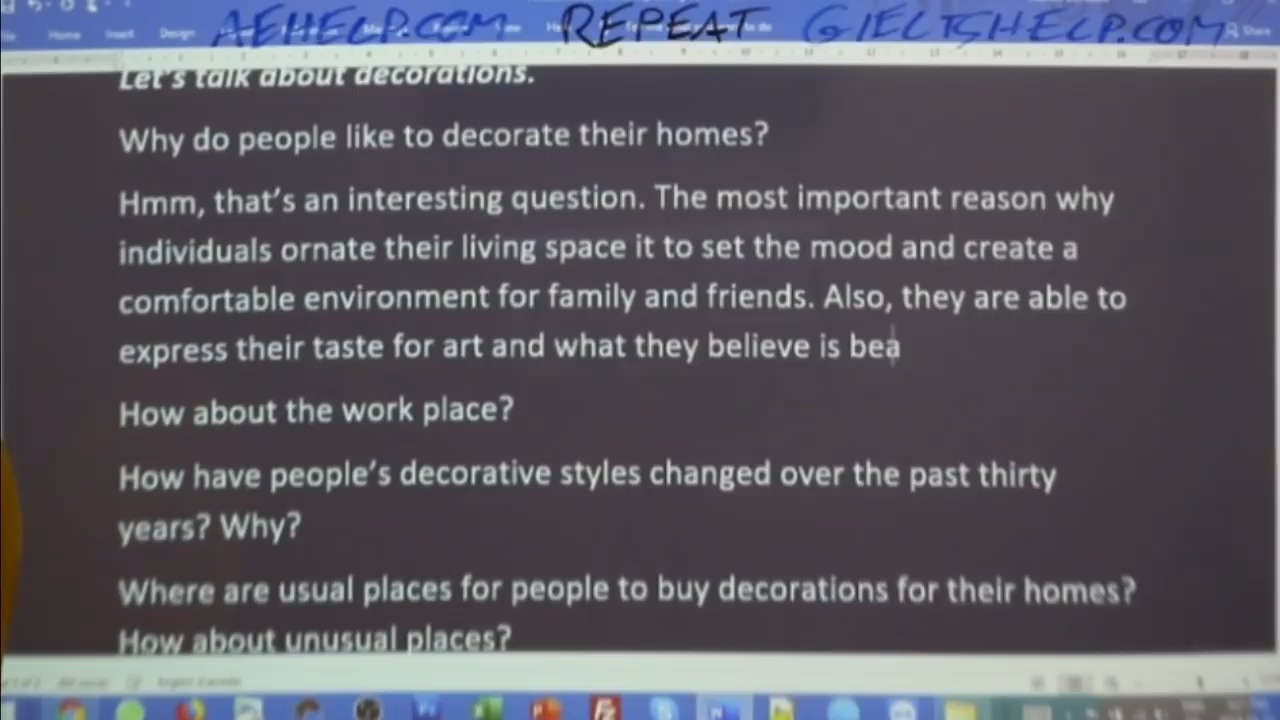 AEHELP.COM REPEAT GIELTSHELP.COM
Home Insert Design Share
Let's talk about decorations.
Why do people like to decorate their homes?
Hmm, that's an interesting question. The most important reason why
individuals ornate their living space it to set the mood and create a
comfortable environment for family and friends. Also, they are able to
express their taste for art and what they believe is bea
How about the work place?
How have people's decorative styles changed over the past thirty
years? Why?
Where are usual places for people to buy decorations for their homes?
How about unusual places?